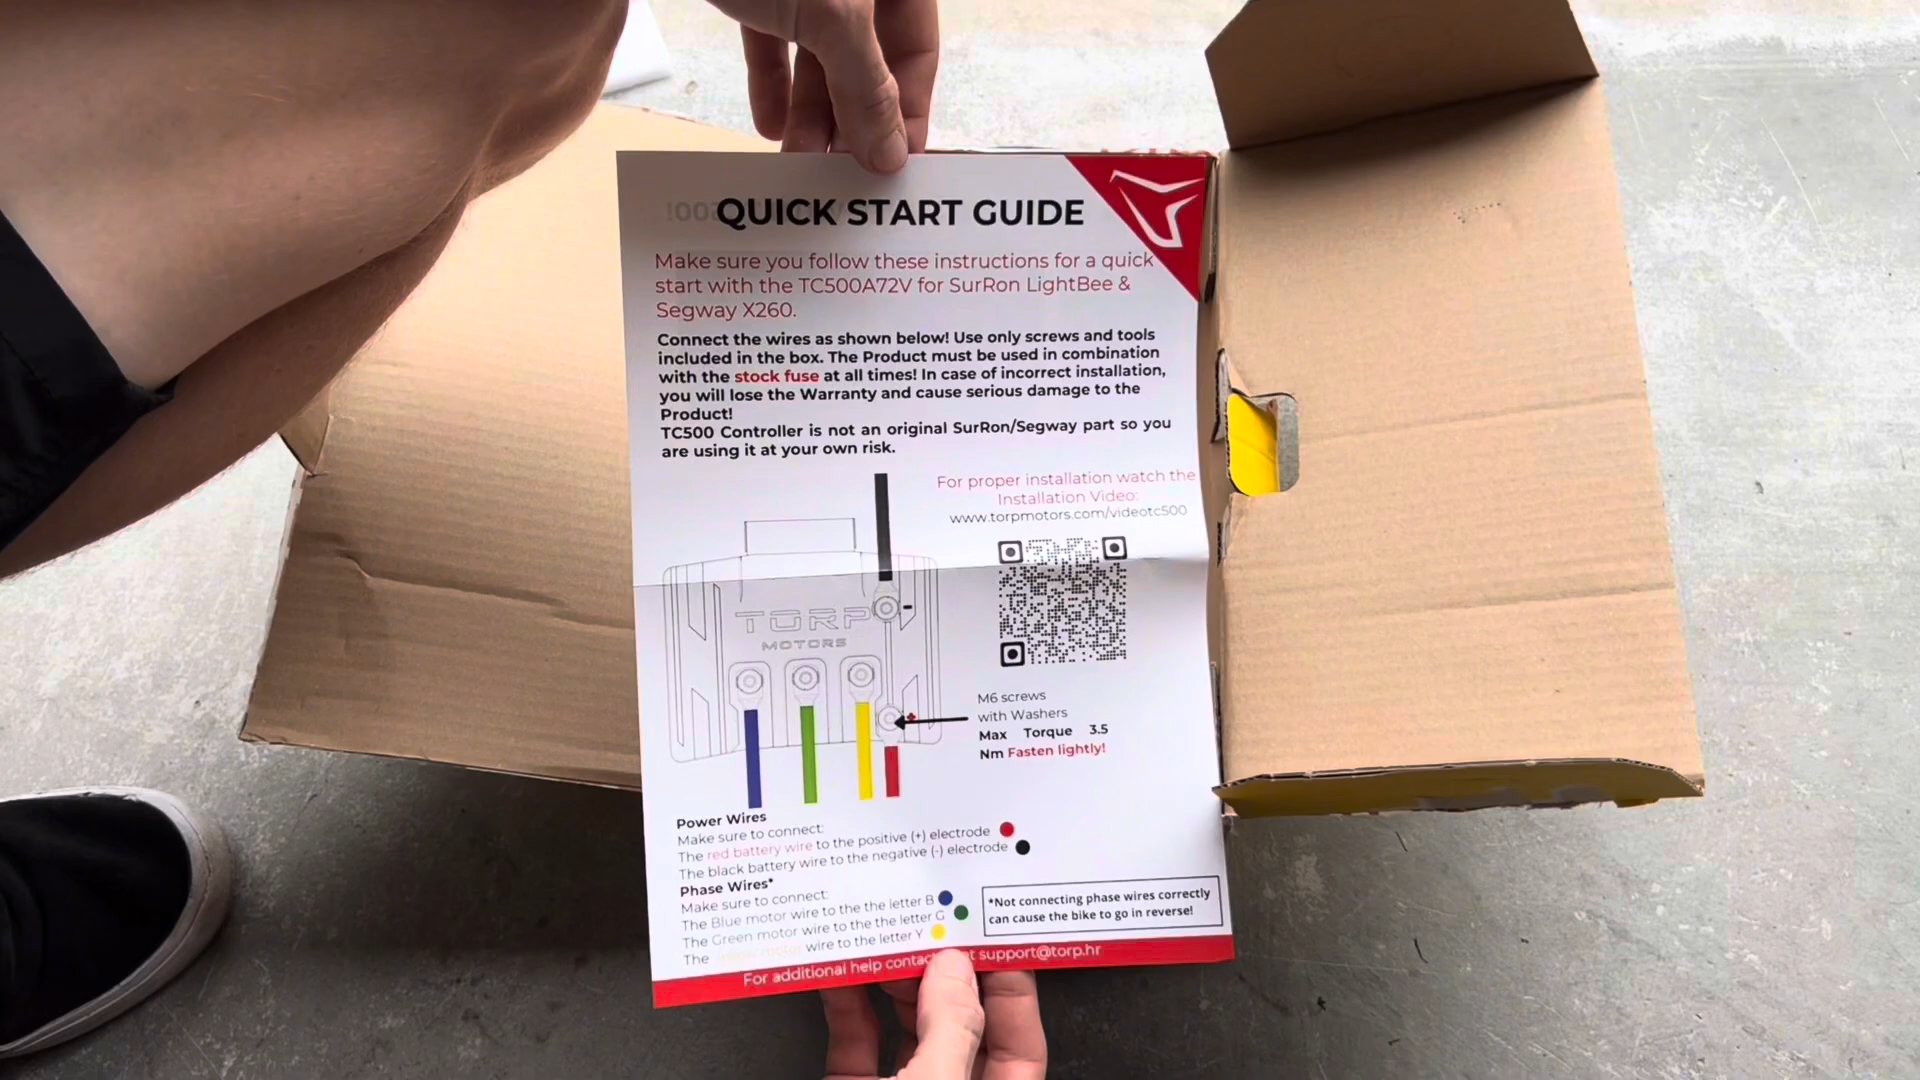 QUICK START GUIDE
Make sure you follow these instructions for a quick
start with the TC500A72V for SurRon LightBee &
Segway X260.
Connect the wires as shown below! Use only screws and tools
included in the box. The Product must be used in combination
with the stock fuse at all times! In case of incorrect installation,
you will lose the Warranty and cause serious damage to the
Product!
TC500 Controller is not an original SurRon/Segway part so you
are using it at your own risk.
For proper installation watch the
Installation Video:
www.torpmotors.com/videotc500
-
TORP
MOTORS
+
M6 screws
with Washers
Max Torque 3.5
Nm Fasten lightly!
Power Wires
Make sure to connect:
The red battery wire to the positive (+) electrode
The black battery wire to the negative (-) electrode
Phase Wires*
Make sure to connect:
The Blue motor wire to the the letter B
The Green motor wire to the the letter G
The yellow motor wire to the letter Y
*Not connecting phase wires correctly
can cause the bike to go in reverse!
For additional help contact support@torp.hr